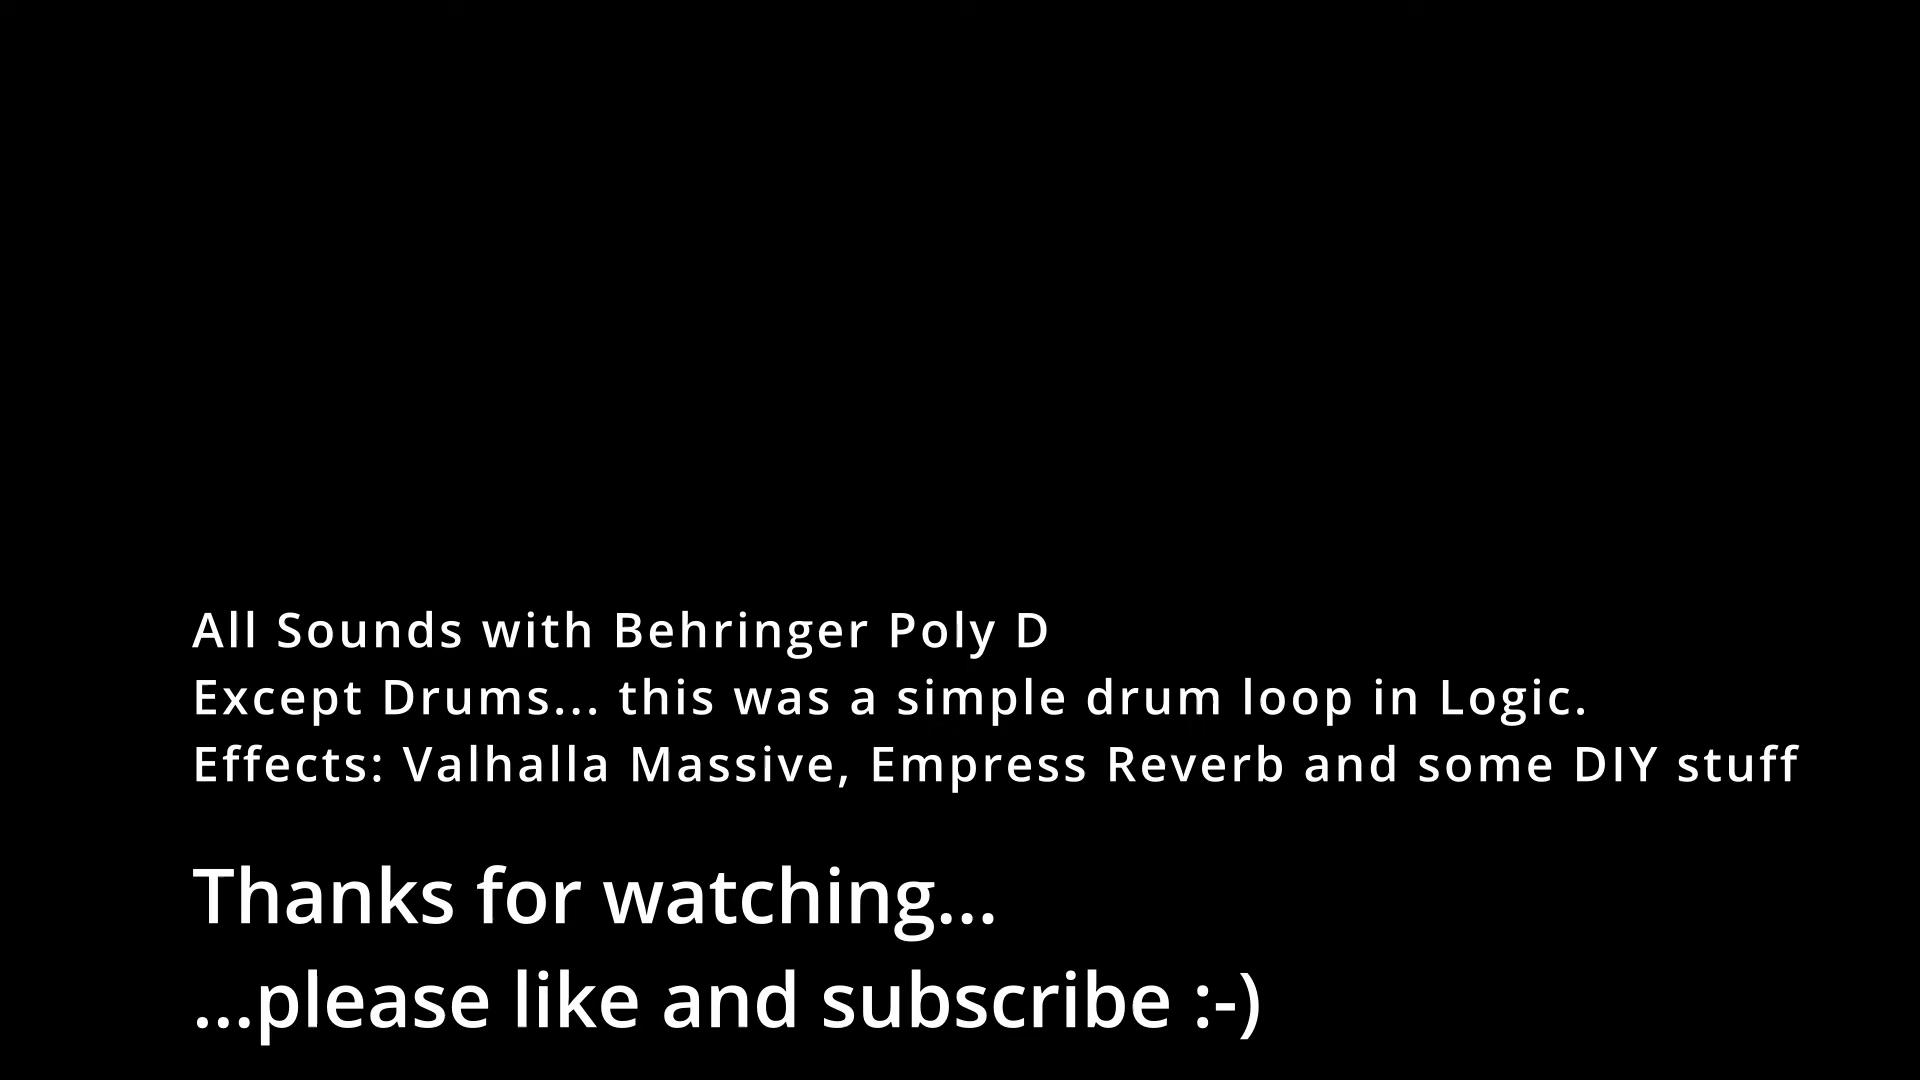 All Sounds with Behringer Poly D
Except Drums... this was a simple drum loop in Logic.
Effects: Valhalla Massive, Empress Reverb and some DIY stuff
Thanks for watching...
...please like and subscribe :-)